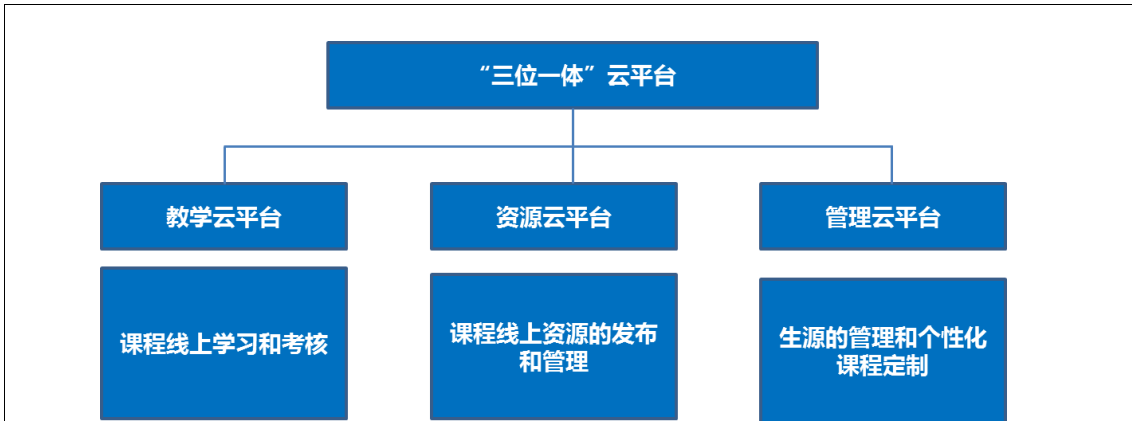 “三位一体”云平台
教学云平台
资源云平台
管理云平台
课程线上学习和考核
课程线上资源的发布
和管理
生源的管理和个性化
课程定制